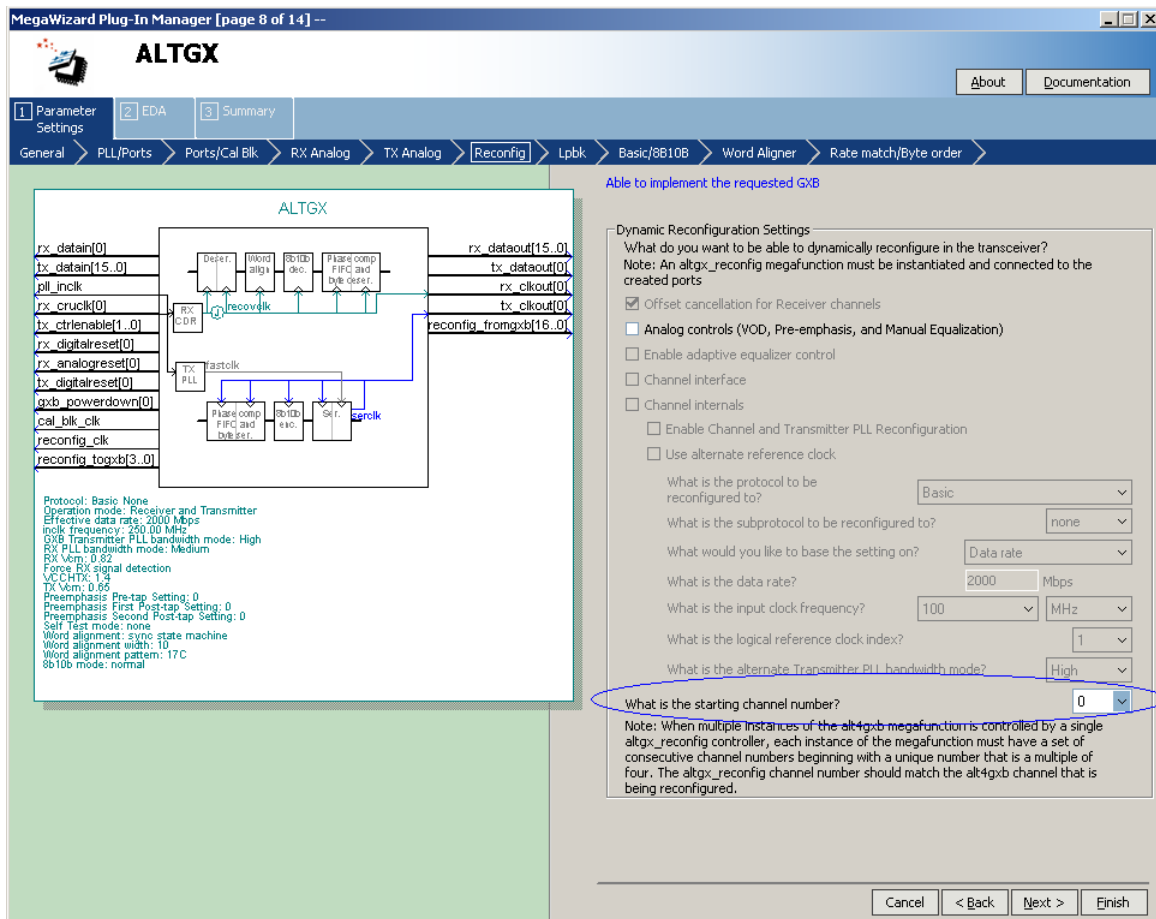 MegaWizard Plug-In Manager [page 8 of 14] --
ALTGX
About
Documentation
1 Parameter Settings
2 EDA
3 Summary
General
PLL/Ports
Ports/Cal Blk
RX Analog
TX Analog
Reconfig
Lpbk
Basic/8B10B
Word Aligner
Rate match/Byte order
ALTGX
rx_datain[0]
tx_datain[15..0]
pll_inclk
rx_cruclk[0]
tx_ctrlenable[1..0]
rx_digitalreset[0]
rx_analogreset[0]
tx_digitalreset[0]
gxb_powerdown[0]
cal_blk_clk
reconfig_clk
reconfig_togxb[3..0]
Deser.
Word align
8b10b dec.
Phase comp FIFO and byte deser.
RX CDR
recovclk
TX PLL
fastclk
Phase comp FIFO and byte ser.
8b10b enc.
Ser.
serclk
rx_dataout[15..0]
tx_dataout[0]
rx_clkout[0]
tx_clkout[0]
reconfig_fromgxb[16..0]
Protocol: Basic None
Operation mode: Receiver and Transmitter
Effective data rate: 2000 Mbps
inclk frequency: 250.00 MHz
GXB Transmitter PLL bandwidth mode: High
RX PLL bandwidth mode: Medium
RX Vcm: 0.82
Force RX signal detection
VCCHTX: 1.4
TX Vcm: 0.65
Preemphasis Pre-tap Setting: 0
Preemphasis First Post-tap Setting: 0
Preemphasis Second Post-tap Setting: 0
Self Test mode: none
Word alignment: sync state machine
Word alignment width: 10
Word alignment pattern: 17C
8b10b mode: normal
Able to implement the requested GXB
Dynamic Reconfiguration Settings
What do you want to be able to dynamically reconfigure in the transceiver?
Note: An altgx_reconfig megafunction must be instantiated and connected to the
created ports
Offset cancellation for Receiver channels
Analog controls (VOD, Pre-emphasis, and Manual Equalization)
Enable adaptive equalizer control
Channel interface
Channel internals
Enable Channel and Transmitter PLL Reconfiguration
Use alternate reference clock
What is the protocol to be
reconfigured to?
Basic
What is the subprotocol to be reconfigured to? none
What would you like to base the setting on? Data rate
What is the data rate? 2000 Mbps
What is the input clock frequency? 100 MHz
What is the logical reference clock index? 1
What is the alternate Transmitter PLL bandwidth mode? High
What is the starting channel number? 0
Note: When multiple instances of the alt4gxb megafunction is controlled by a single
altgx_reconfig controller, each instance of the megafunction must have a set of
consecutive channel numbers beginning with a unique number that is a multiple of
four. The altgx_reconfig channel number should match the alt4gxb channel that is
being reconfigured.
Cancel
< Back
Next >
Finish